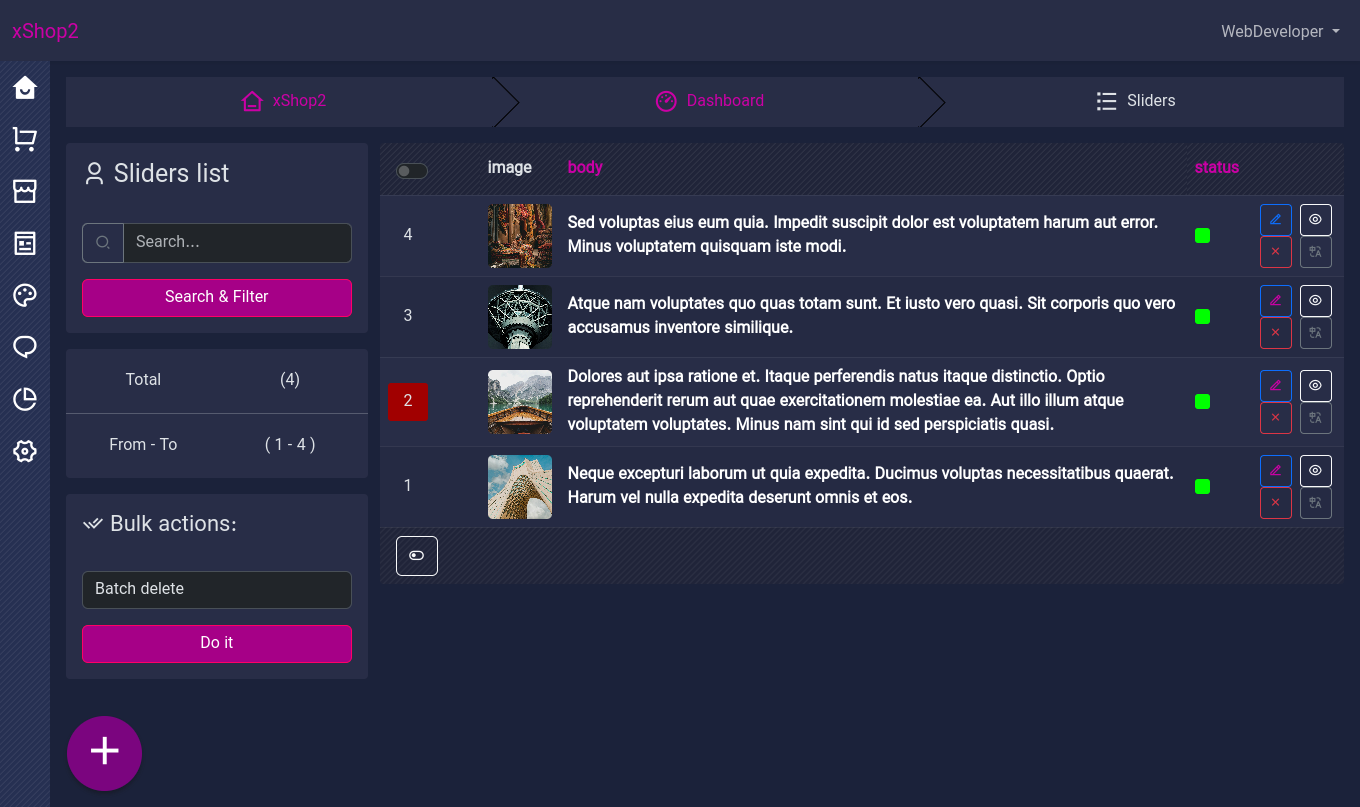 xShop2
WebDeveloper
xShop2
Dashboard
Sliders
Sliders list
Search...
Search & Filter
Total (4)
From - To ( 1 - 4 )
Bulk actions:
Batch delete
Do it
image body status
4
Sed voluptas eius eum quia. Impedit suscipit dolor est voluptatem harum aut error.
Minus voluptatem quisquam iste modi.
3
Atque nam voluptates quo quas totam sunt. Et iusto vero quasi. Sit corporis quo vero
accusamus inventore similique.
2
Dolores aut ipsa ratione et. Itaque perferendis natus itaque distinctio. Optio
reprehenderit rerum aut quae exercitationem molestiae ea. Aut illo illum atque
voluptatem voluptates. Minus nam sint qui id sed perspiciatis quasi.
1
Neque excepturi laborum ut quia expedita. Ducimus voluptas necessitatibus quaerat.
Harum vel nulla expedita deserunt omnis et eos.